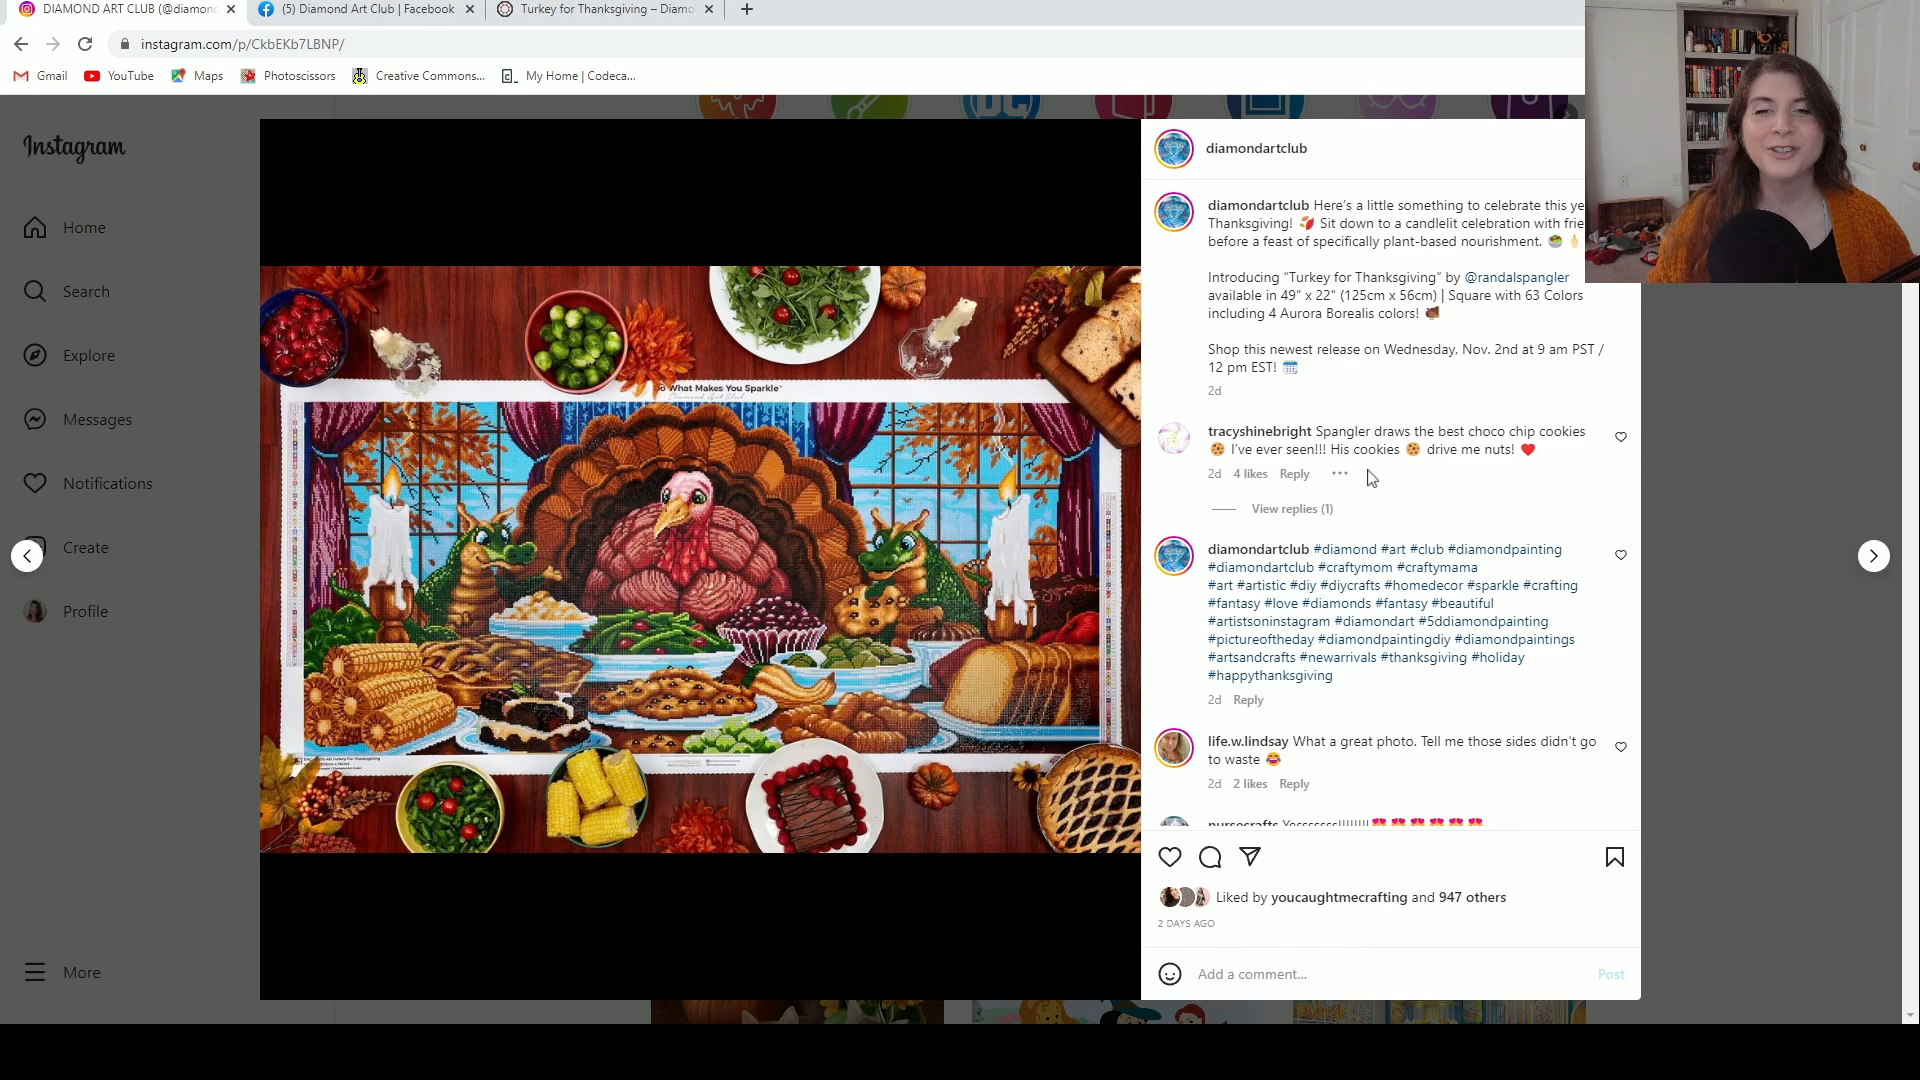 DIAMOND ART CLUB (@diamon
(5) Diamond Art Club | Facebook
Turkey for Thanksgiving – Diamo
instagram.com/p/CkbEKb7LBNP/
Gmail
YouTube
Maps
Photoscissors
Creative Commons...
My Home | Codeca...
Instagram
Home
Search
Explore
Messages
Notifications
Create
Profile
More
DC
What Makes You Sparkle
Diamond Art Club
diamondartclub
diamondartclub Here's a little something to celebrate this ye
Thanksgiving! 🍂 Sit down to a candlelit celebration with frie
before a feast of specifically plant-based nourishment. 🥗
Introducing “Turkey for Thanksgiving” by @randalspangler
available in 49" x 22" (125cm x 56cm) | Square with 63 Colors
including 4 Aurora Borealis colors! 🦃
Shop this newest release on Wednesday, Nov. 2nd at 9 am PST /
12 pm EST! 🗓️
2d
tracyshinebright Spangler draws the best choco chip cookies
🍪 I've ever seen!!! His cookies 🍪 drive me nuts! ❤️
2d 4 likes Reply ...
View replies (1)
diamondartclub #diamond #art #club #diamondpainting
#diamondartclub #craftymom #craftymama
#art #artistic #diy #diycrafts #homedecor #sparkle #crafting
#fantasy #love #diamonds #fantasy #beautiful
#artistsoninstagram #diamondart #5ddiamondpainting
#pictureoftheday #diamondpaintingdiy #diamondpaintings
#artsandcrafts #newarrivals #thanksgiving #holiday
#happythanksgiving
2d Reply
life.w.lindsay What a great photo. Tell me those sides didn't go
to waste 😂
2d 2 likes Reply
nursecrafts Yesssssss!!!!!!!! 😍 😍 😍 😍 😍 😍
Liked by youcaughtmecrafting and 947 others
2 DAYS AGO
Add a comment...
Post